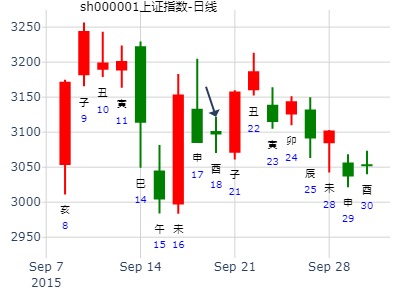 sh000001上证指数-日线
3250
3200
3150
3100
3050
3000
2950
亥
8
子
9
丑
10
寅
11
巳
14
午
15
未
16
申
17
酉
18
子
21
丑
22
寅
23
卯
24
辰
25
未
28
申
29
酉
30
Sep 7
2015
Sep 14
Sep 21
Sep 28